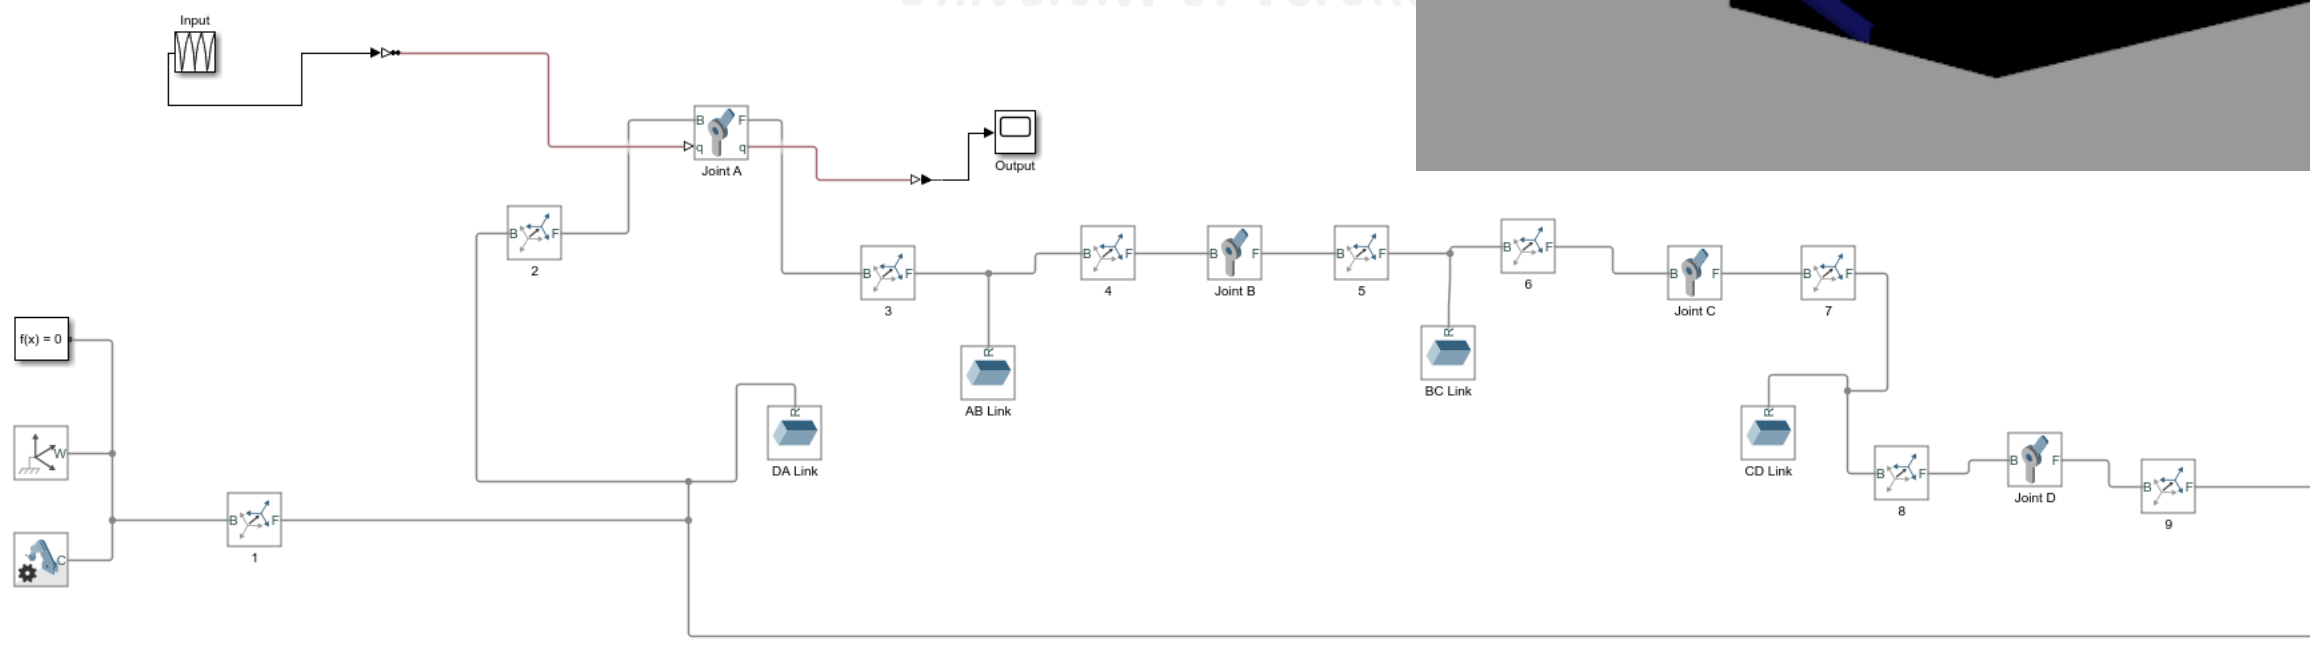 Input
B F
q q
Joint A
Output
B F
2
B F
3
B F
4
B F
Joint B
B F
5
B F
6
B F
Joint C
B F
7
f(x) = 0
R
AB Link
R
BC Link
R
DA Link
R
CD Link
W
C
B F
1
B F
8
B F
Joint D
B F
9